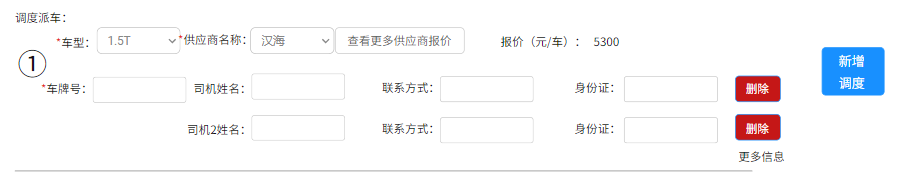 调度派车：
*车型： 1.5T *供应商名称： 汉海 查看更多供应商报价 报价（元/车）： 5300
①
新增
调度
*车牌号： 司机姓名： 联系方式： 身份证： 删除
司机2姓名： 联系方式： 身份证： 删除
更多信息